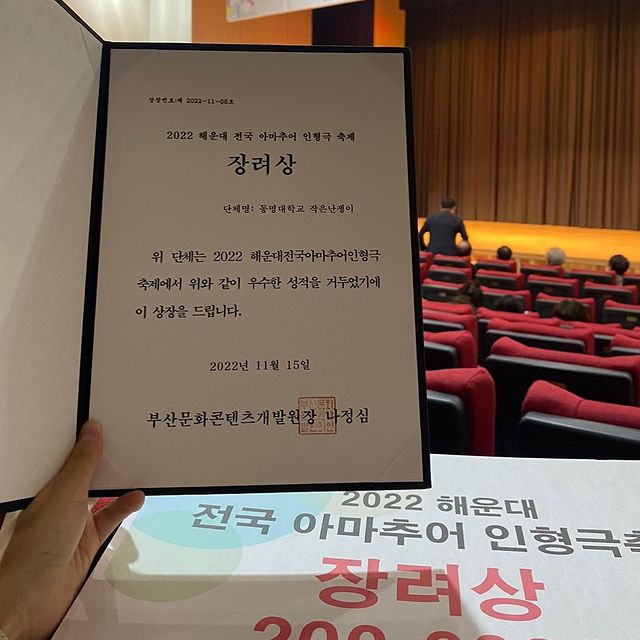 상장번호:제 2022-11-06호
2022 해운대 전국 아마추어 인형극 축제
장려상
단체명: 동명대학교 작은난쟁이
위 단체는 2022 해운대전국아마추어인형극
축제에서 위와 같이 우수한 성적을 거두었기에
이 상장을 드립니다.
2022년 11월 15일
부산문화콘텐츠개발원장 나정심
2022 해운대
전국 아마추어 인형극축
장려상